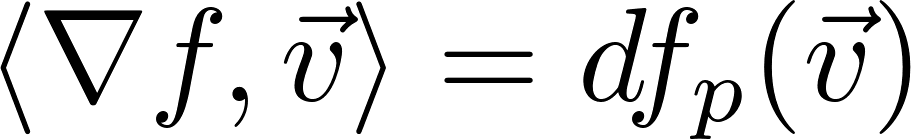 ⟨∇f, v⃗⟩ = df_p(v⃗)